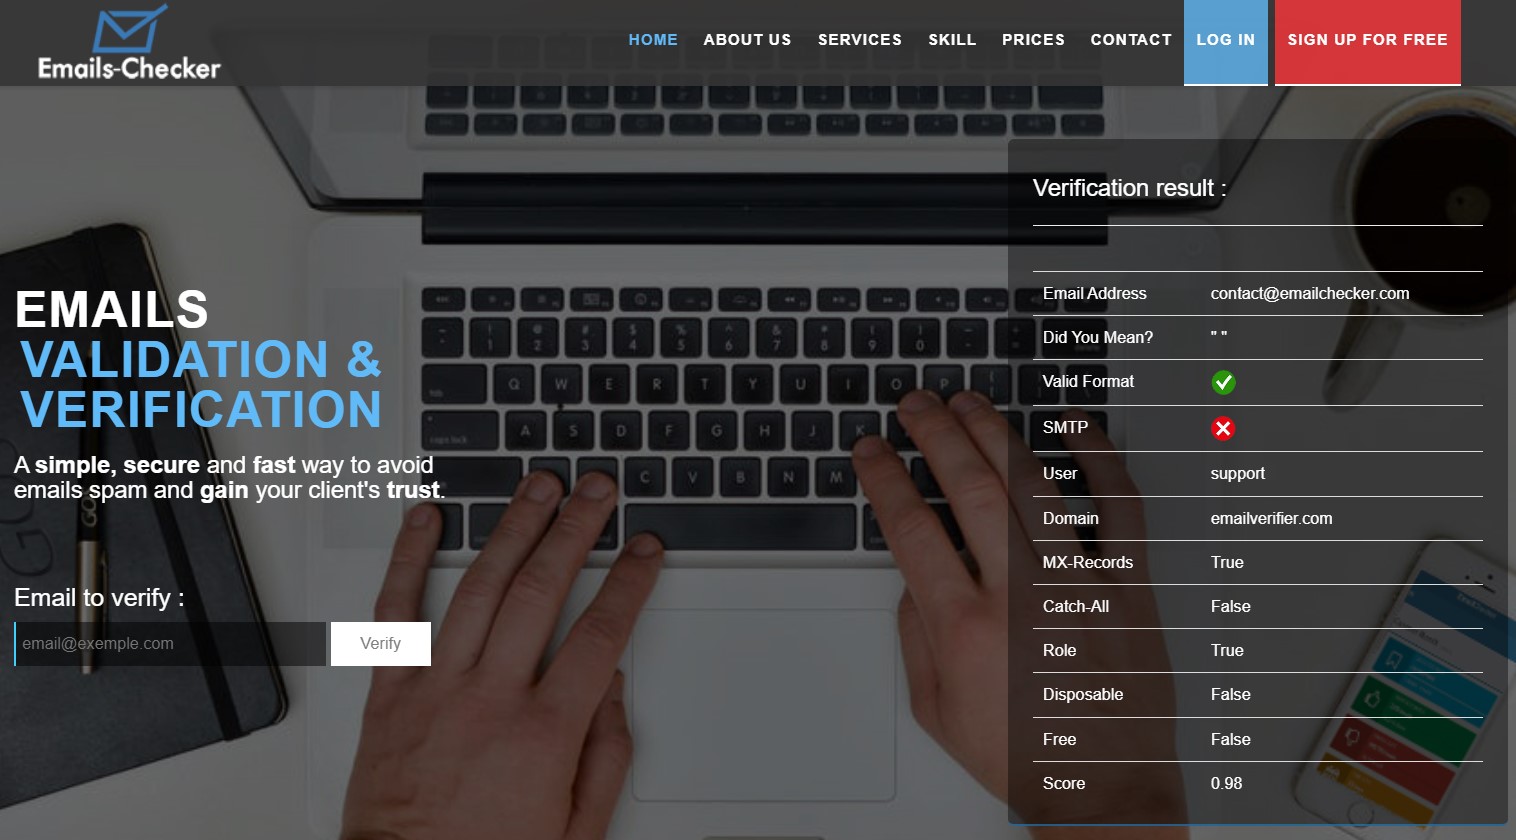 Emails-Checker
HOME ABOUT US SERVICES SKILL PRICES CONTACT LOG IN SIGN UP FOR FREE
EMAILS
VALIDATION &
VERIFICATION
A simple, secure and fast way to avoid
emails spam and gain your client's trust.
Email to verify :
email@exemple.com Verify
Verification result :
Email Address contact@emailchecker.com
Did You Mean? " "
Valid Format
SMTP
User support
Domain emailverifier.com
MX-Records True
Catch-All False
Role True
Disposable False
Free False
Score 0.98